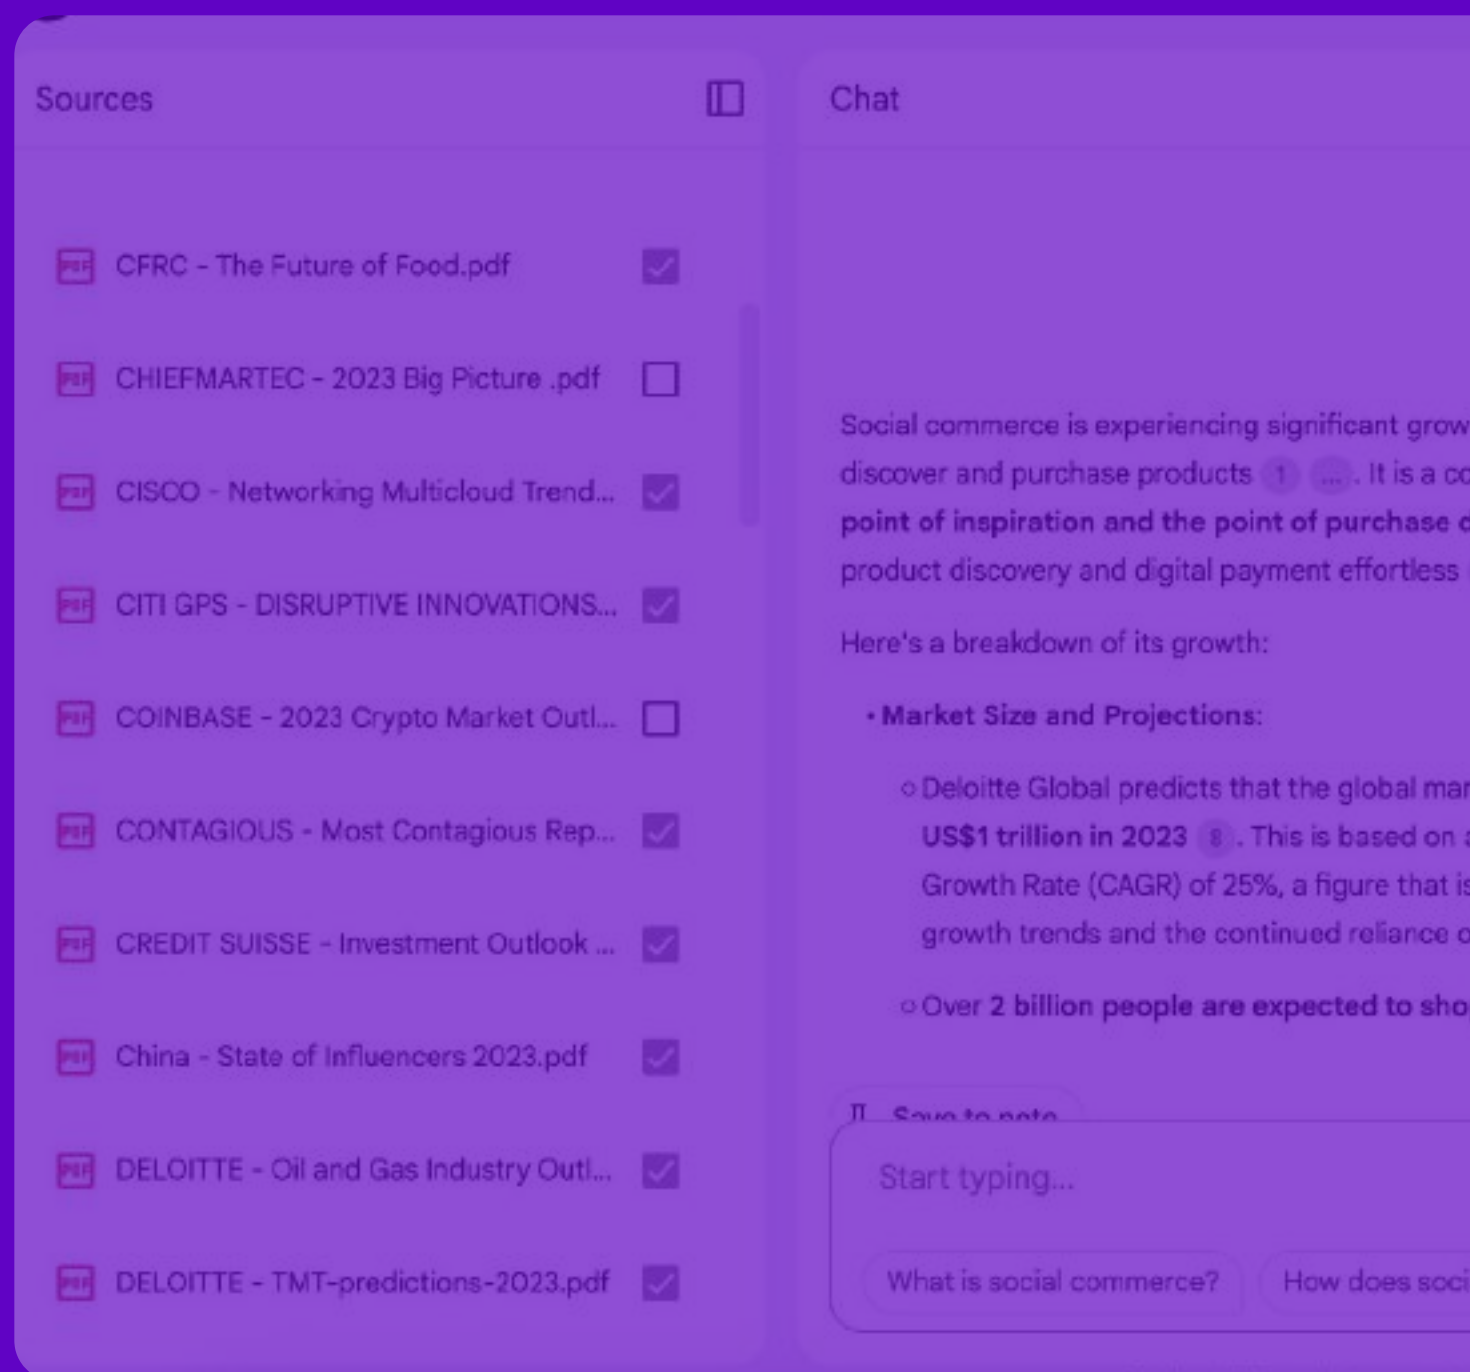 Sources
CFRC - The Future of Food.pdf
CHIEFMARTEC - 2023 Big Picture .pdf
CISCO - Networking Multicloud Trend...
CITI GPS - DISRUPTIVE INNOVATIONS...
COINBASE - 2023 Crypto Market Outl...
CONTAGIOUS - Most Contagious Rep...
CREDIT SUISSE - Investment Outlook ...
China - State of Influencers 2023.pdf
DELOITTE - Oil and Gas Industry Outl...
DELOITTE - TMT-predictions-2023.pdf
Chat
Social commerce is experiencing significant grow
discover and purchase products 1 ... . It is a co
point of inspiration and the point of purchase
product discovery and digital payment effortless
Here's a breakdown of its growth:
• Market Size and Projections:
○ Deloitte Global predicts that the global mar
US$1 trillion in 2023 8 . This is based on
Growth Rate (CAGR) of 25%, a figure that is
growth trends and the continued reliance
○ Over 2 billion people are expected to sho
Save to note
Start typing...
What is social commerce?
How does soci